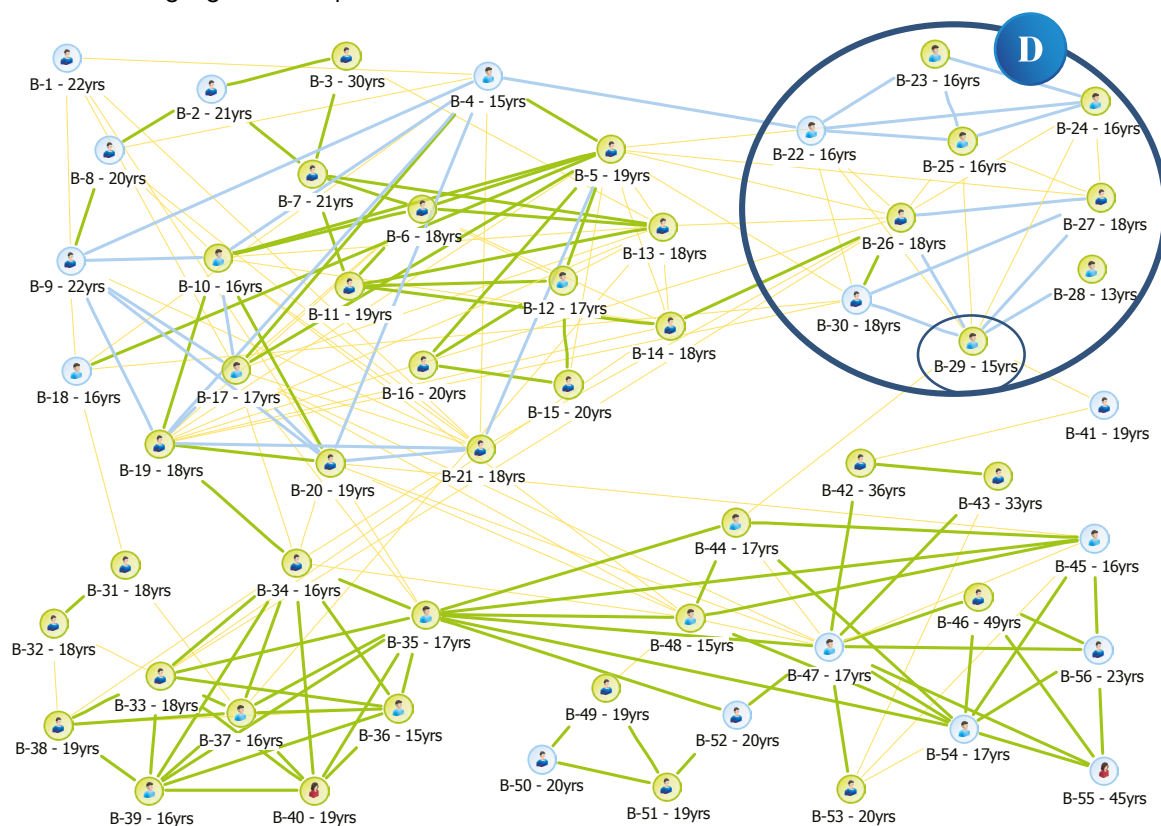 D
B-1 - 22yrs
B-2 - 21yrs
B-3 - 30yrs
B-4 - 15yrs
B-23 - 16yrs
B-24 - 16yrs
B-22 - 16yrs
B-25 - 16yrs
B-8 - 20yrs
B-7 - 21yrs
B-5 - 19yrs
B-6 - 18yrs
B-13 - 18yrs
B-26 - 18yrs
B-27 - 18yrs
B-9 - 22yrs
B-10 - 16yrs
B-11 - 19yrs
B-12 - 17yrs
B-28 - 13yrs
B-30 - 18yrs
B-14 - 18yrs
B-29 - 15yrs
B-18 - 16yrs
B-17 - 17yrs
B-16 - 20yrs
B-15 - 20yrs
B-41 - 19yrs
B-19 - 18yrs
B-20 - 19yrs
B-21 - 18yrs
B-42 - 36yrs
B-43 - 33yrs
B-44 - 17yrs
B-45 - 16yrs
B-31 - 18yrs
B-34 - 16yrs
B-35 - 17yrs
B-48 - 15yrs
B-46 - 49yrs
B-32 - 18yrs
B-47 - 17yrs
B-56 - 23yrs
B-33 - 18yrs
B-37 - 16yrs
B-36 - 15yrs
B-49 - 19yrs
B-52 - 20yrs
B-54 - 17yrs
B-38 - 19yrs
B-50 - 20yrs
B-51 - 19yrs
B-53 - 20yrs
B-55 - 45yrs
B-39 - 16yrs
B-40 - 19yrs